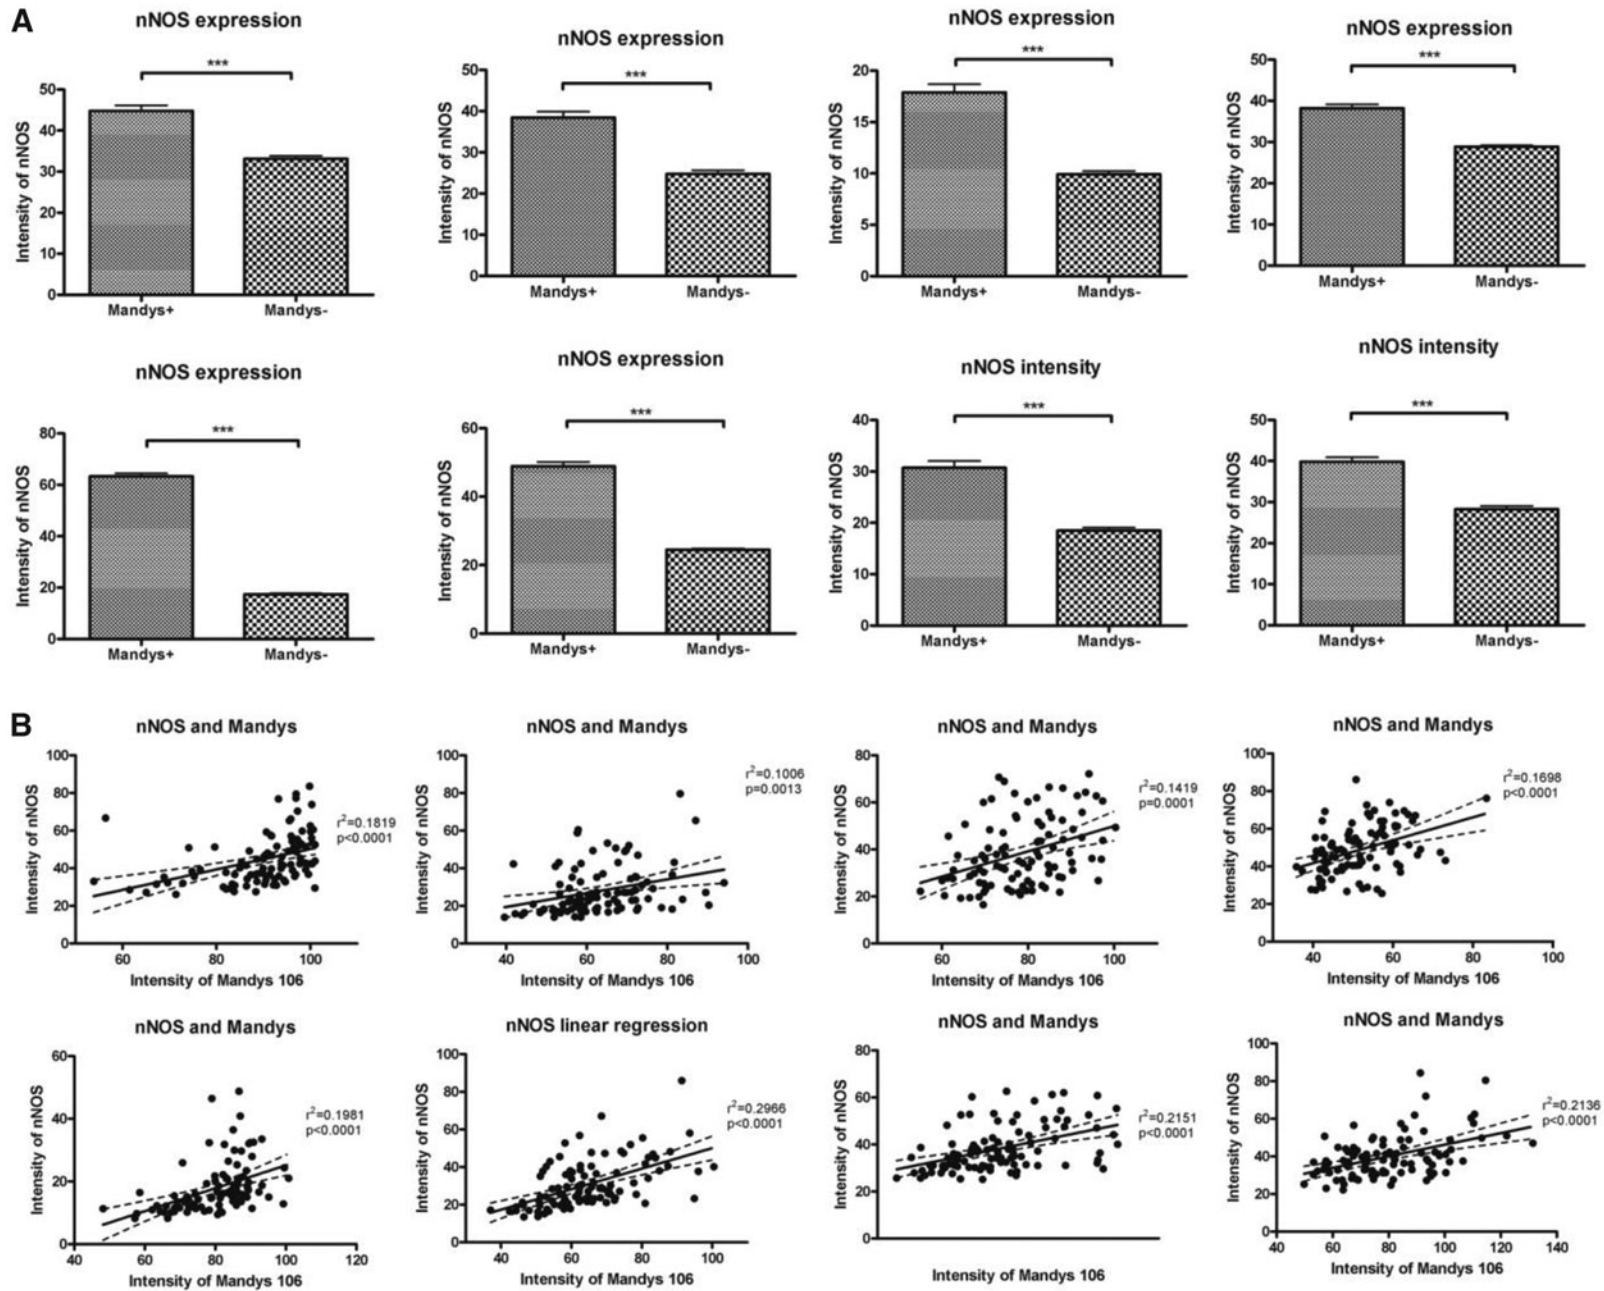 A
nNOS expression
***
Intensity of nNOS
50
40
30
20
10
0
Mandys+ Mandys-
nNOS expression
***
Intensity of nNOS
50
40
30
20
10
0
Mandys+ Mandys-
nNOS expression
***
Intensity of nNOS
20
15
10
5
0
Mandys+ Mandys-
nNOS expression
***
Intensity of nNOS
50
40
30
20
10
0
Mandys+ Mandys-
nNOS expression
***
Intensity of nNOS
80
60
40
20
0
Mandys+ Mandys-
nNOS expression
***
Intensity of nNOS
60
40
20
0
Mandys+ Mandys-
nNOS intensity
***
Intensity of nNOS
40
30
20
10
0
Mandys+ Mandys-
nNOS intensity
***
Intensity of nNOS
50
40
30
20
10
0
Mandys+ Mandys-
B
nNOS and Mandys
Intensity of nNOS
100
80
60
40
20
0
r²=0.1819
p<0.0001
60 80 100
Intensity of Mandys 106
nNOS and Mandys
Intensity of nNOS
100
80
60
40
20
0
r²=0.1006
p=0.0013
40 60 80 100
Intensity of Mandys 106
nNOS and Mandys
Intensity of nNOS
80
60
40
20
0
r²=0.1419
p=0.0001
60 80 100
Intensity of Mandys 106
nNOS and Mandys
Intensity of nNOS
100
80
60
40
20
0
r²=0.1698
p<0.0001
40 60 80 100
Intensity of Mandys 106
nNOS and Mandys
Intensity of nNOS
60
40
20
0
r²=0.1981
p<0.0001
40 60 80 100 120
Intensity of Mandys 106
nNOS linear regression
Intensity of nNOS
100
80
60
40
20
0
r²=0.2966
p<0.0001
40 60 80 100
Intensity of Mandys 106
nNOS and Mandys
Intensity of nNOS
80
60
40
20
0
r²=0.2151
p<0.0001
Intensity of Mandys 106
nNOS and Mandys
Intensity of nNOS
100
80
60
40
20
0
r²=0.2136
p<0.0001
40 60 80 100 120 140
Intensity of Mandys 106